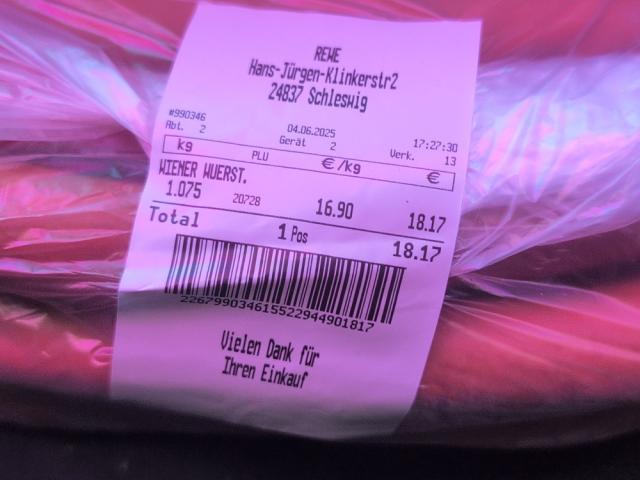 REWE
Hans-Jürgen-Klinkerstr2
24837 Schleswig
#990346 04.06.2025 17:27:30
Abt. 2 Gerät 2 Verk. 13
kg PLU €/kg €
WIENER WUERST.
1.075 20728 16.90 18.17
Total 1 Pos 18.17
226799034615522944901817
Vielen Dank für
Ihren Einkauf